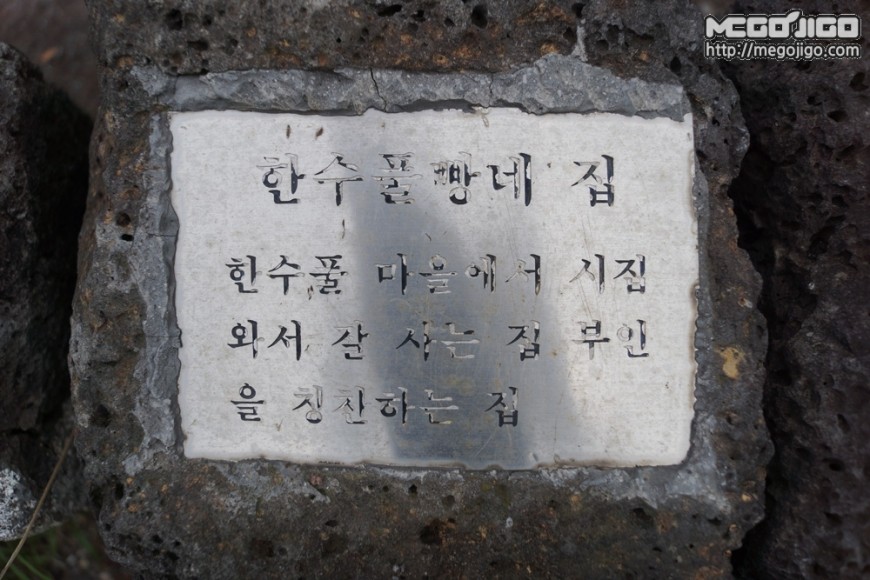 MEGOJIGO
http://megojigo.com
한수풀빵네 집
한수풀 마을에서 시집
와서 잘 사는 집 부인
을 칭찬하는 집